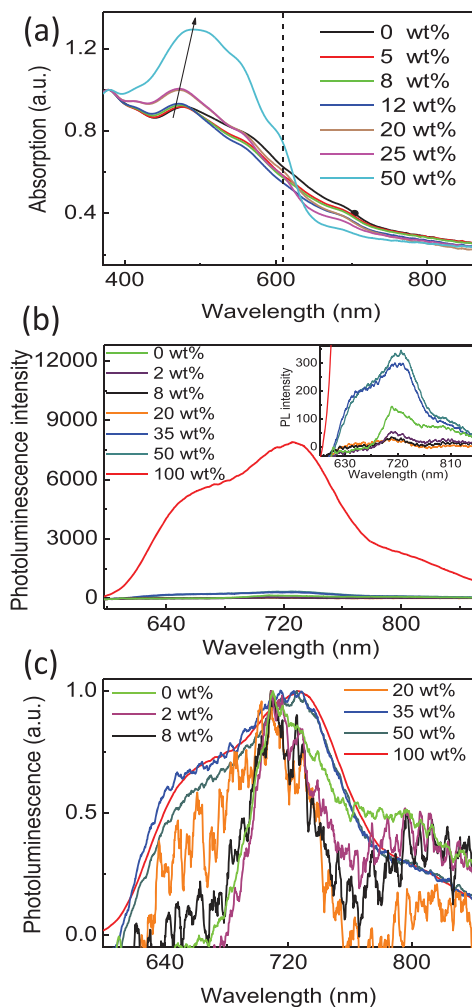 (a)
1.2
0.8
0.4
Absorption (a.u.)
0 wt%
5 wt%
8 wt%
12 wt%
20 wt%
25 wt%
50 wt%
400
600
800
Wavelength (nm)
(b)
12000
9000
6000
3000
0
Photoluminescence intensity
0 wt%
2 wt%
8 wt%
20 wt%
35 wt%
50 wt%
100 wt%
300
200
100
0
PL intensity
630
720
810
Wavelength (nm)
640
720
800
Wavelength (nm)
(c)
1.0
0.5
0.0
Photoluminescence (a.u.)
0 wt%
2 wt%
8 wt%
20 wt%
35 wt%
50 wt%
100 wt%
640
720
800
Wavelength (nm)